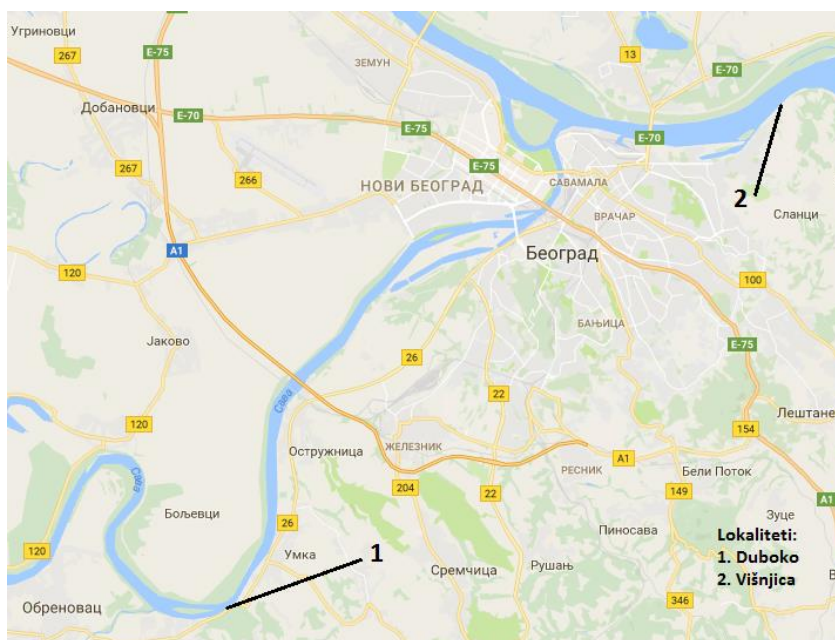 Угриновци
267
E-75
ЗЕМУН
13
E-70
Добановци
E-70
E-75
E-70
267
266
E-75
НОВИ БЕОГРАД
САВАМАЛА
2
ВРАЧАР
Сланци
A1
Београд
120
100
БАЊИЦА
Јаково
26
E-75
22
Сава
120
Лештане
154
Остружница
ЖЕЛЕЗНИК
A1
РЕСНИК
Бели Поток
Сава
204
22
149
A1
Бољевци
26
Зуце
120
Умка
1
Пиносава
Lokaliteti:
Сремчица
Рушањ
1. Duboko
2. Višnjica
В
Обреновац
346